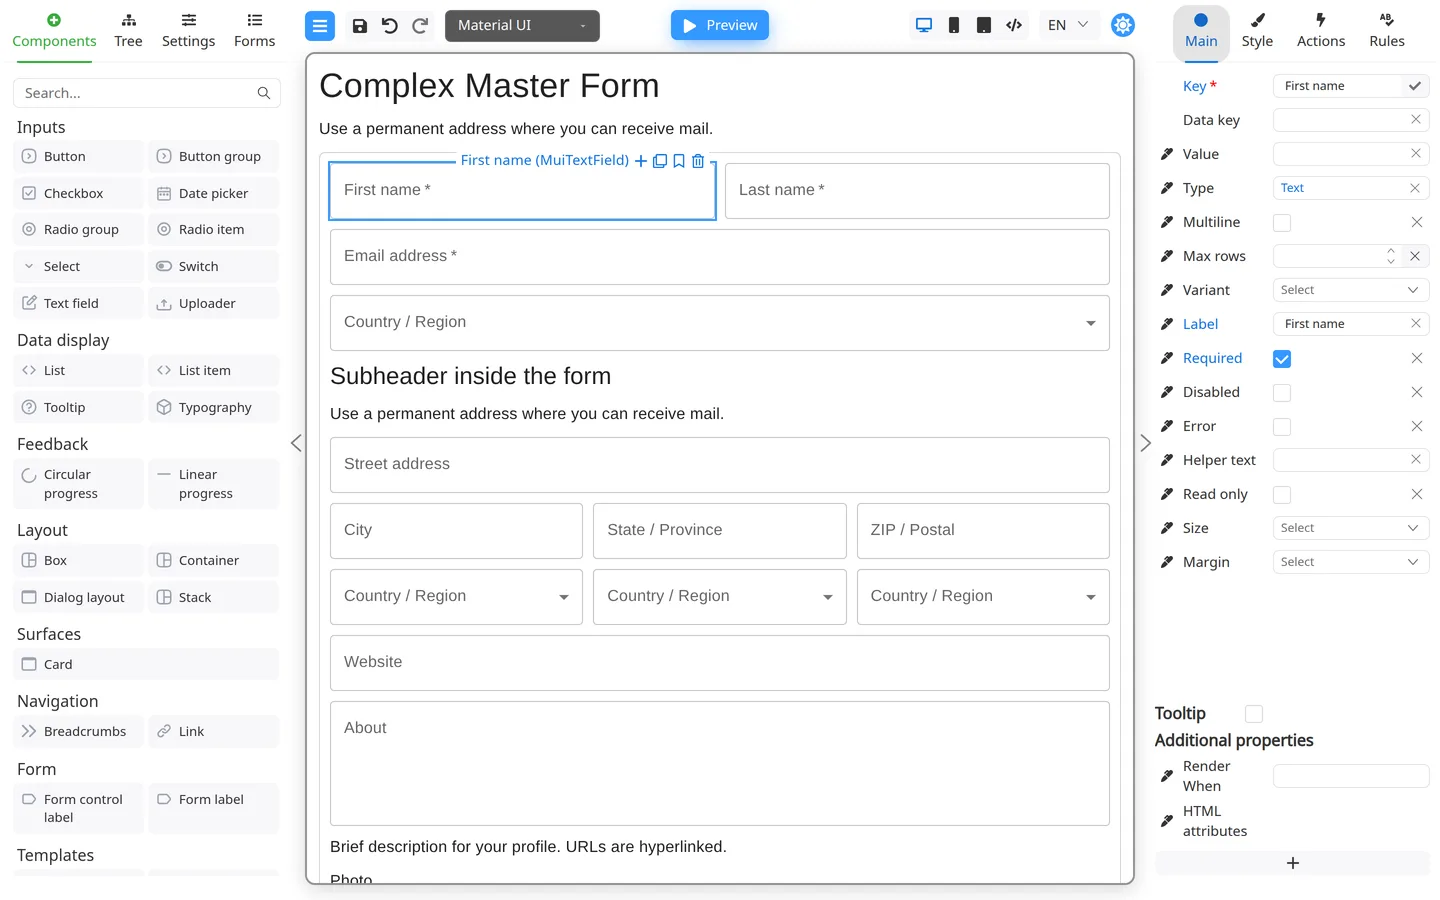 Components
Tree
Settings
Forms
Material UI
Preview
EN
Main
Style
Actions
Rules
Search...
Inputs
Button
Button group
Checkbox
Date picker
Radio group
Radio item
Select
Switch
Text field
Uploader
Data display
List
List item
Tooltip
Typography
Feedback
Circular
progress
Linear
progress
Layout
Box
Container
Dialog layout
Stack
Surfaces
Card
Navigation
Breadcrumbs
Link
Form
Form control
label
Form label
Templates
Complex Master Form
Use a permanent address where you can receive mail.
First name (MuiTextField)
First name *
Last name *
Email address *
Country / Region
Subheader inside the form
Use a permanent address where you can receive mail.
Street address
City
State / Province
ZIP / Postal
Country / Region
Country / Region
Country / Region
Website
About
Brief description for your profile. URLs are hyperlinked.
Photo
Key *
First name
Data key
Value
Type
Text
Multiline
Max rows
Variant
Select
Label
First name
Required
Disabled
Error
Helper text
Read only
Size
Select
Margin
Select
Tooltip
Additional properties
Render
When
HTML
attributes